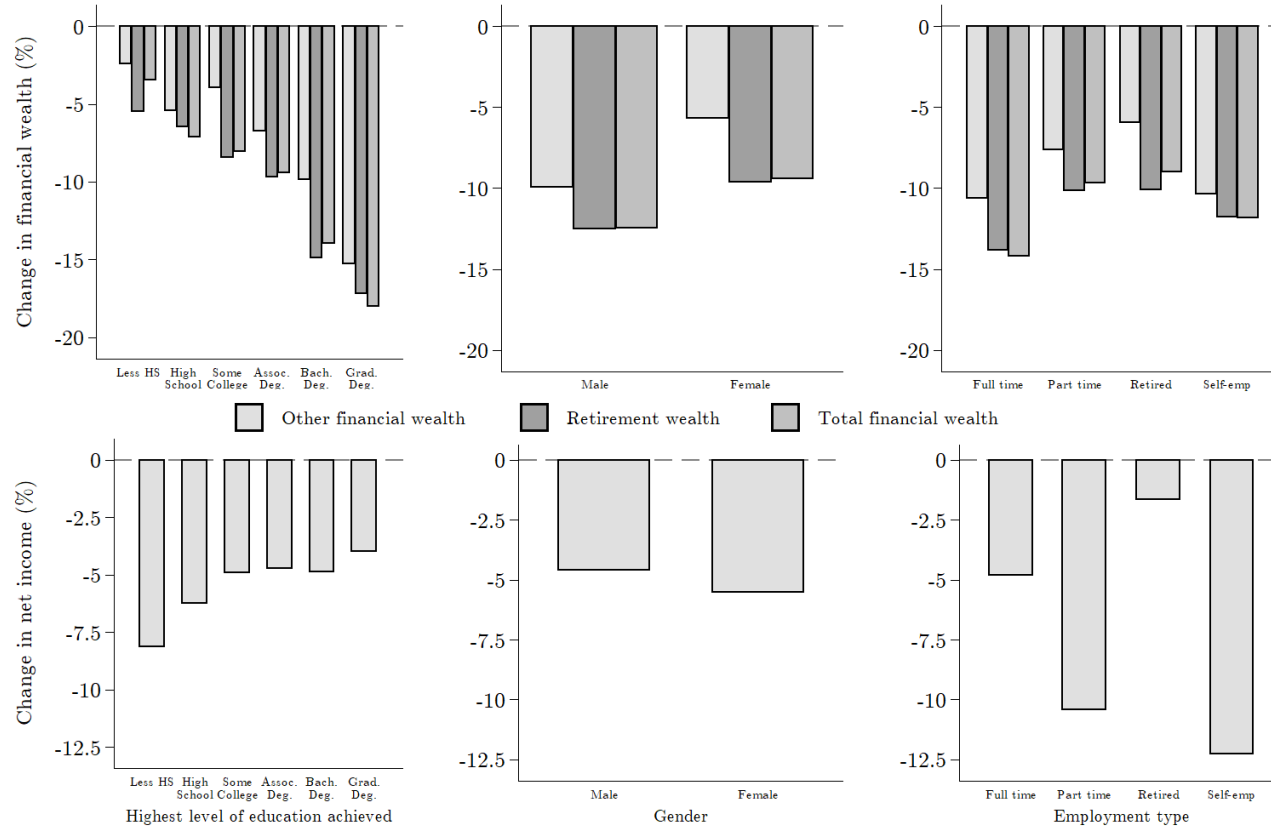 Change in financial wealth (%)
0
-5
-10
-15
-20
Less HS
High School
Some College
Assoc. Deg.
Bach. Deg.
Grad. Deg.
0
-5
-10
-15
-20
Male
Female
0
-5
-10
-15
-20
Full time
Part time
Retired
Self-emp
Other financial wealth
Retirement wealth
Total financial wealth
Change in net income (%)
0
-2.5
-5
-7.5
-10
-12.5
Less HS
High School
Some College
Assoc. Deg.
Bach. Deg.
Grad. Deg.
Highest level of education achieved
0
-2.5
-5
-7.5
-10
-12.5
Male
Female
Gender
0
-2.5
-5
-7.5
-10
-12.5
Full time
Part time
Retired
Self-emp
Employment type